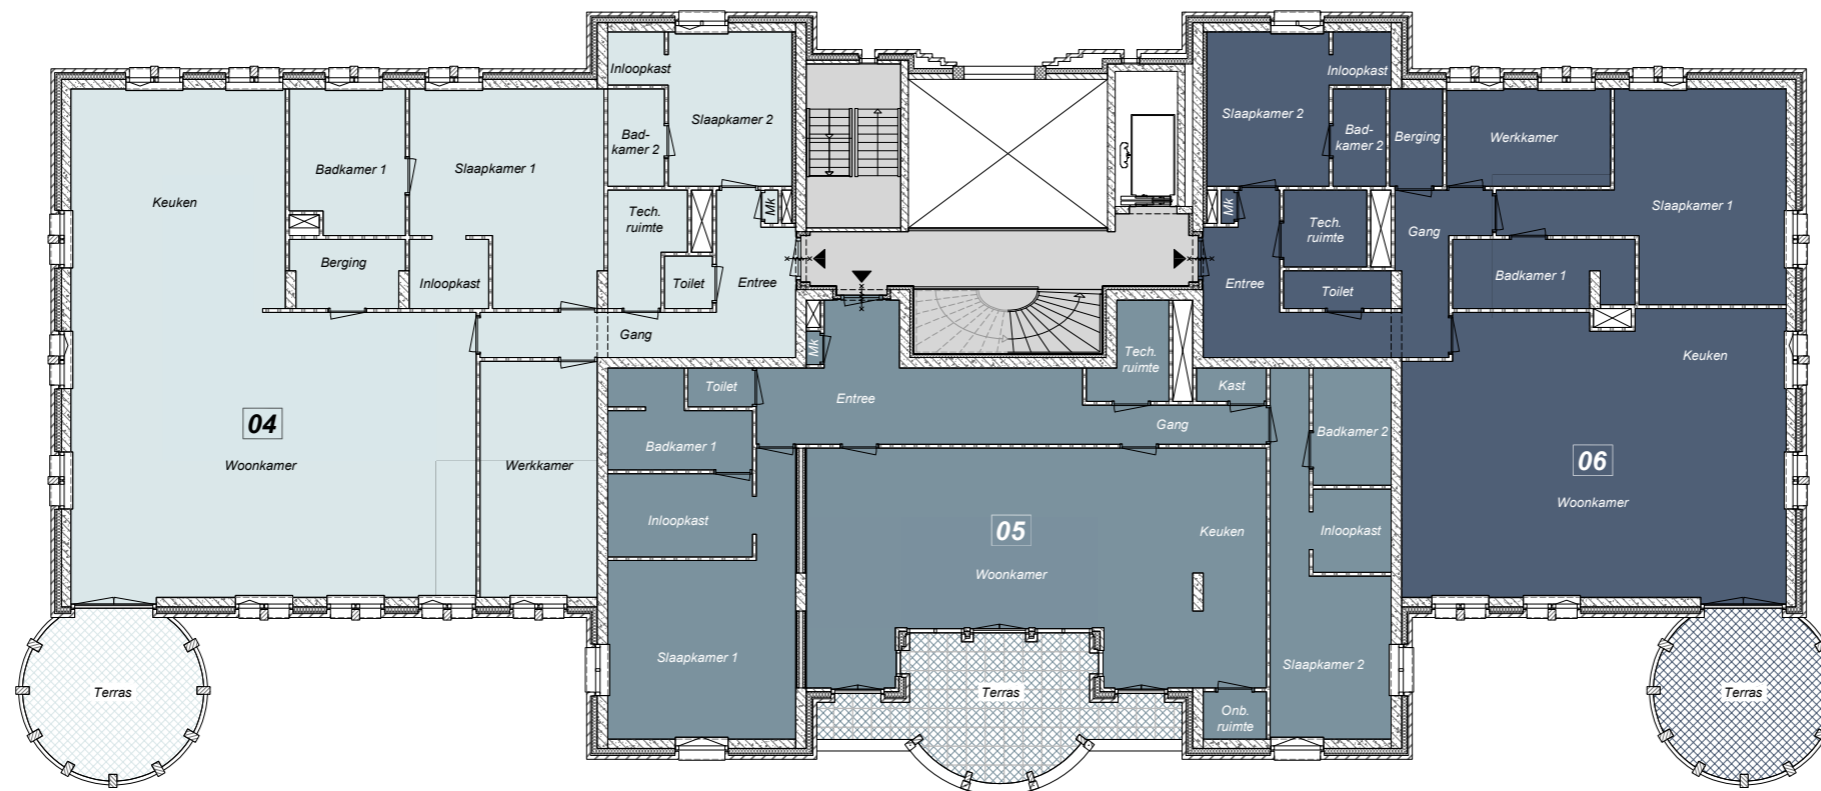 Inloopkast
Slaapkamer 2
Bad-
kamer 2
Badkamer 1
Slaapkamer 1
Keuken
Mk
Tech.
ruimte
Berging
Inloopkast
Toilet
Entree
Gang
04
Woonkamer
Werkkamer
Terras
Mk
Toilet
Entree
Tech.
ruimte
Kast
Gang
Badkamer 1
Badkamer 2
Inloopkast
Inloopkast
05
Keuken
Woonkamer
Slaapkamer 1
Slaapkamer 2
Terras
Onb.
ruimte
Inloopkast
Slaapkamer 2
Bad-
kamer 2
Berging
Werkkamer
Mk
Tech.
ruimte
Slaapkamer 1
Gang
Entree
Badkamer 1
Toilet
Keuken
06
Woonkamer
Terras